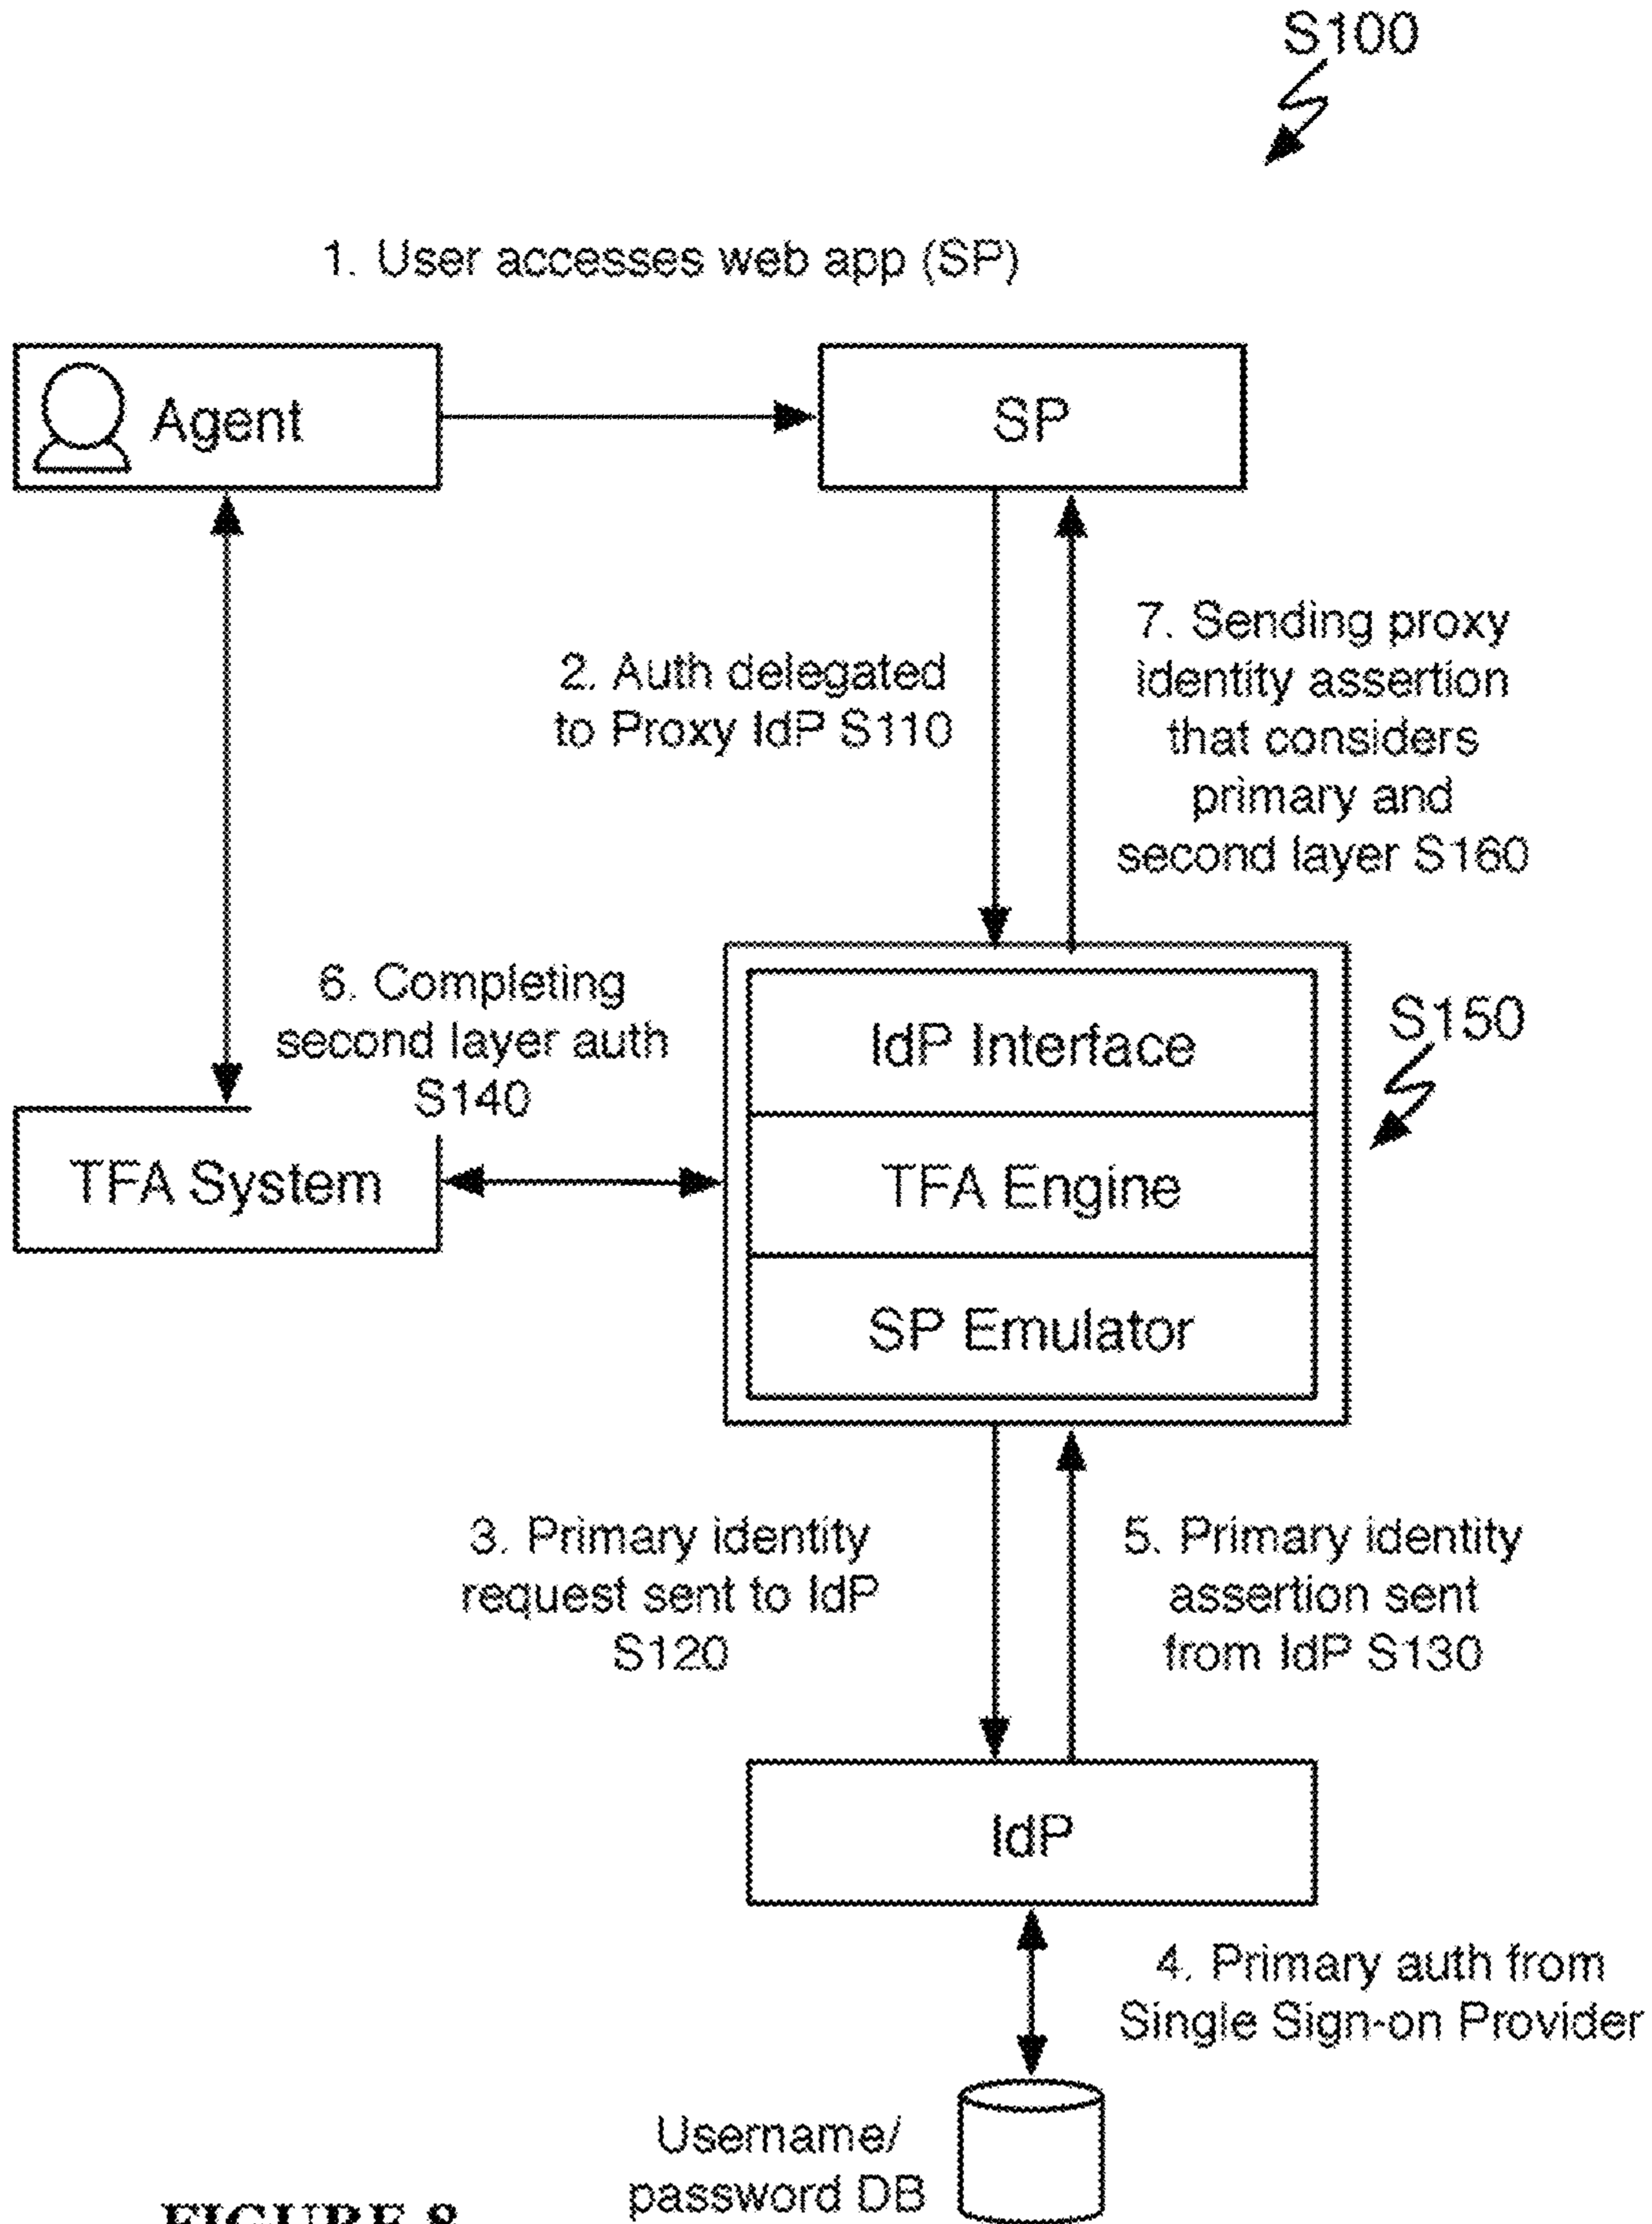 S100
1. User accesses web app (SP)
Agent
SP
2. Auth delegated
to Proxy IdP S110
7. Sending proxy
identity assertion
that considers
primary and
second layer S160
6. Completing
second layer auth
S140
IdP Interface
S150
TFA System
TFA Engine
SP Emulator
3. Primary identity
request sent to IdP
S120
5. Primary identity
assertion sent
from IdP S130
IdP
4. Primary auth from
Single Sign-on Provider
Username/
password DB
FIGURE 8